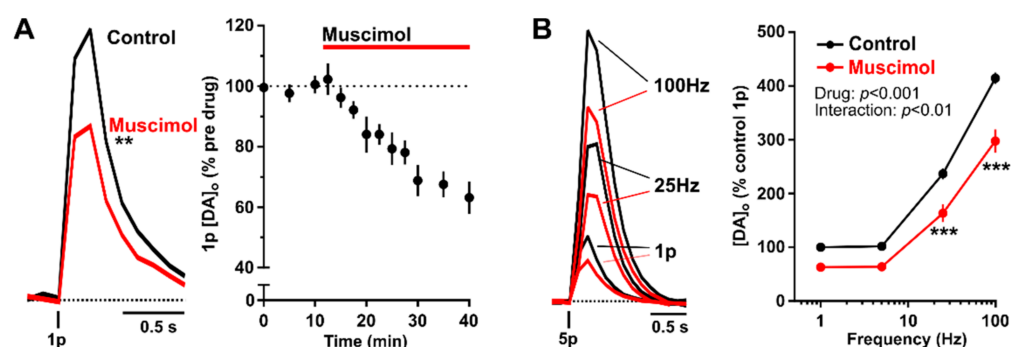 A
Control
Muscimol
**
1p
0.5 s
1p [DA]o (% pre drug)
120
100
80
60
40
0
Muscimol
0
10
20
30
40
Time (min)
B
100Hz
25Hz
1p
5p
0.5 s
[DA]o (% control 1p)
500
400
300
200
100
0
Control
Muscimol
Drug: p<0.001
Interaction: p<0.01
***
***
1
10
100
Frequency (Hz)